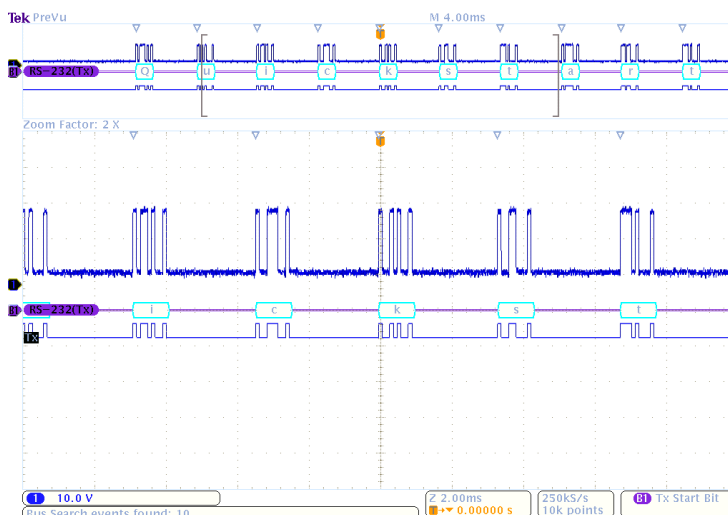 Tek PreVu M 4.00ms
B1 RS-232(Tx) Q u i c k s t a r t
Zoom Factor: 2 X
1
B1 RS-232(Tx) i c k s t
Tx
1 10.0 V Z 2.00ms 250kS/s B1 Tx Start Bit
T→▼ 0.00000 s 10k points
Bus Search events found: 10